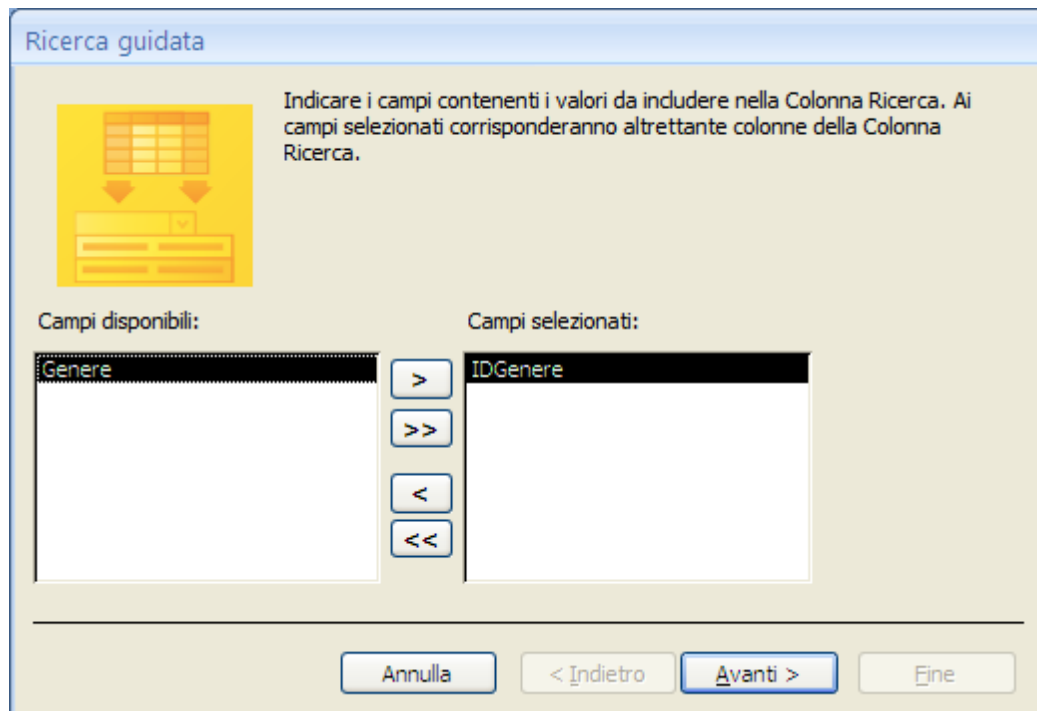 Ricerca guidata
Indicare i campi contenenti i valori da includere nella Colonna Ricerca. Ai
campi selezionati corrisponderanno altrettante colonne della Colonna
Ricerca.
Campi disponibili:
Campi selezionati:
Genere
IDGenere
>
>>
<
<<
Annulla
< Indietro
Avanti >
Fine